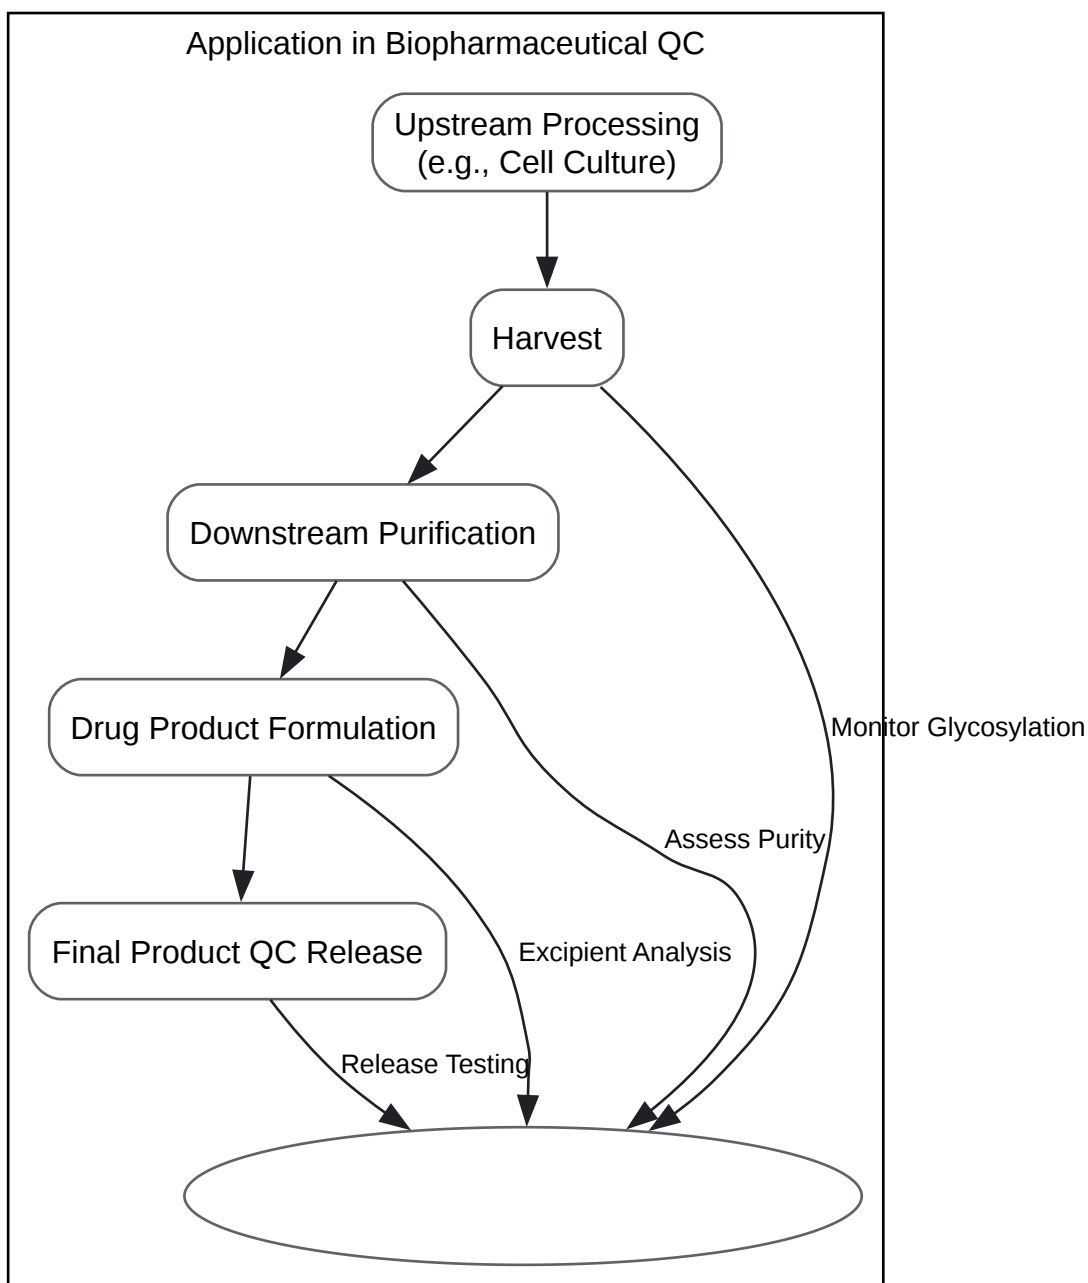 Application in Biopharmaceutical QC
Upstream Processing
(e.g., Cell Culture)
Harvest
Downstream Purification
Drug Product Formulation
Monitor Glycosylation
Assess Purity
Final Product QC Release
Excipient Analysis
Release Testing